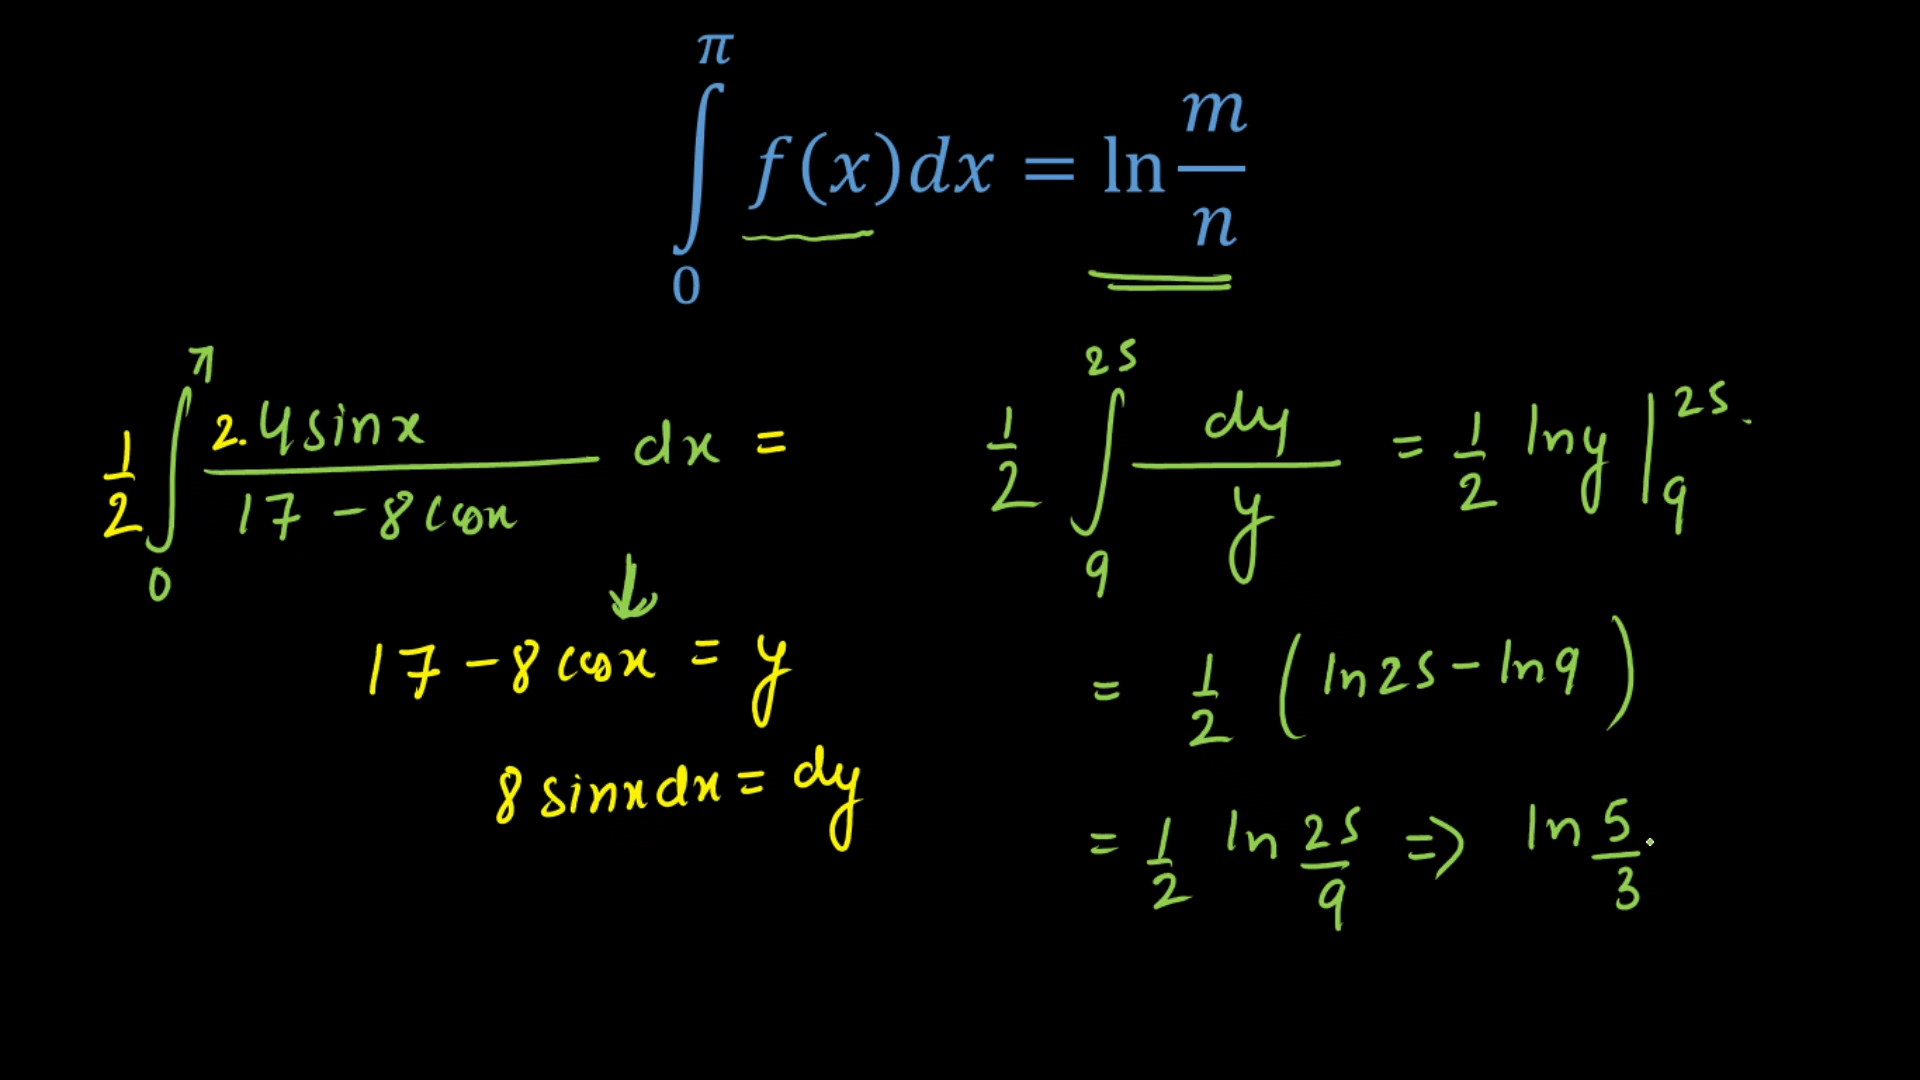 ∫₀^π f(x)dx = ln m/n
1/2 ∫₀^π 2.4sinx/(17 - 8cosx) dx =
17 - 8cosx = y
8 sinxdx = dy
1/2 ∫₉^25 dy/y = 1/2 lny |₉^25.
= 1/2 (ln25 - ln9)
= 1/2 ln 25/9 => ln 5/3